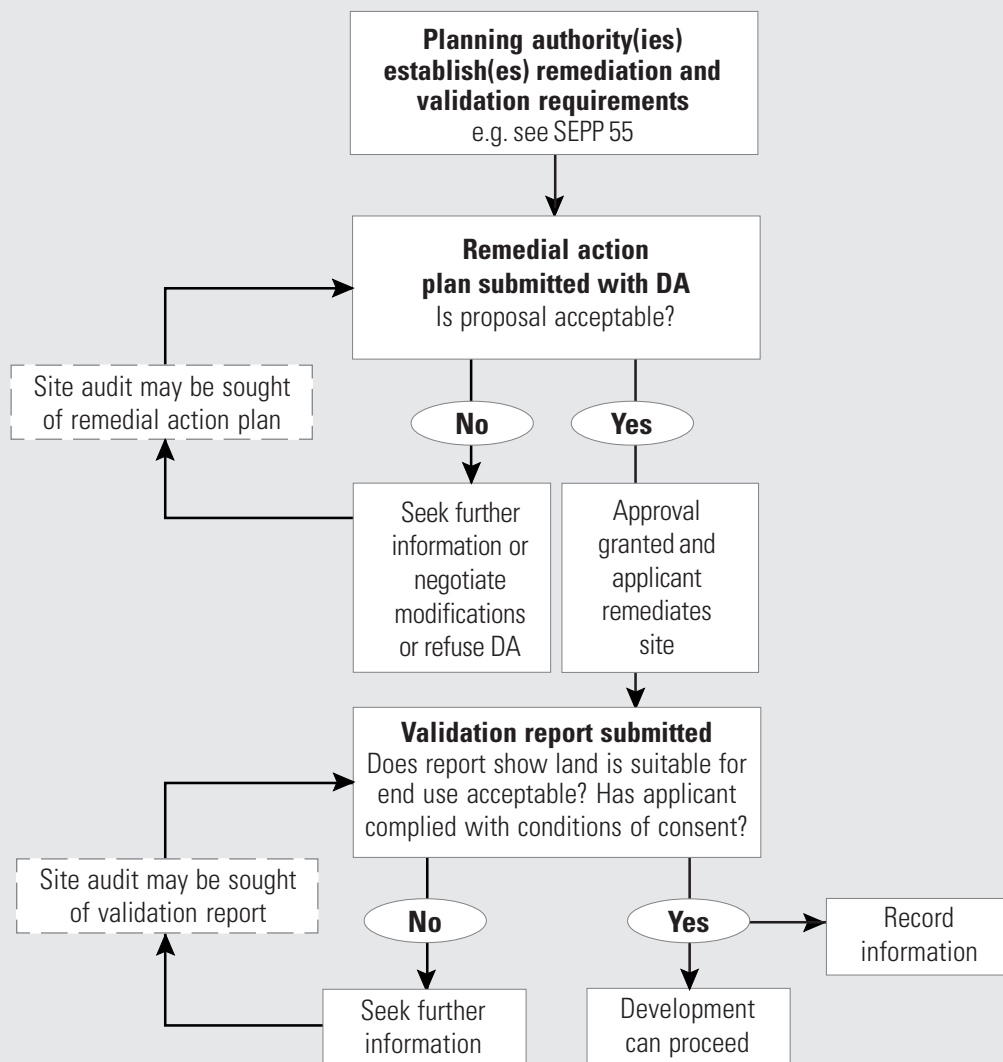 Planning authority(ies)
establish(es) remediation and
validation requirements
e.g. see SEPP 55
Remedial action
plan submitted with DA
Is proposal acceptable?
Site audit may be sought
of remedial action plan
No
Yes
Seek further
information or
negotiate
modifications
or refuse DA
Approval
granted and
applicant
remediates
site
Validation report submitted
Does report show land is suitable for
end use acceptable? Has applicant
complied with conditions of consent?
Site audit may be sought
of validation report
No
Yes
Record
information
Seek further
information
Development
can proceed